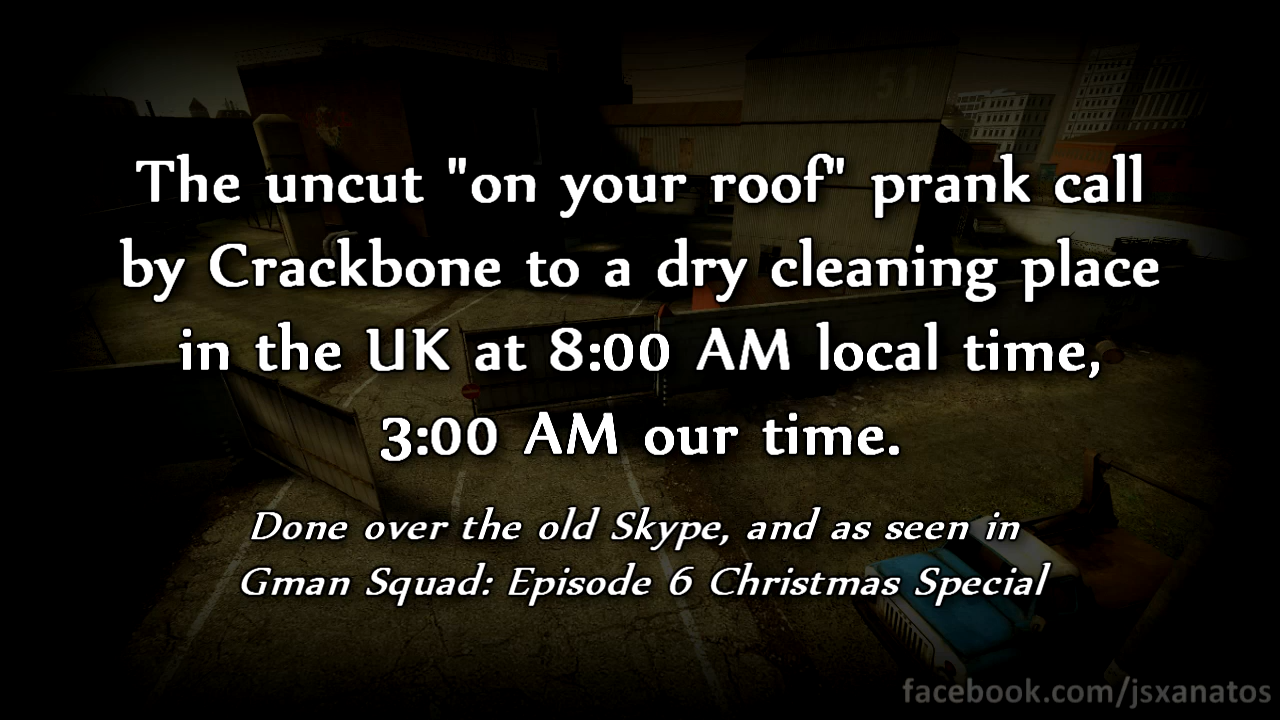 51
The uncut "on your roof" prank call
by Crackbone to a dry cleaning place
in the UK at 8:00 AM local time,
3:00 AM our time.
Done over the old Skype, and as seen in
Gman Squad: Episode 6 Christmas Special
facebook.com/jsxanatos